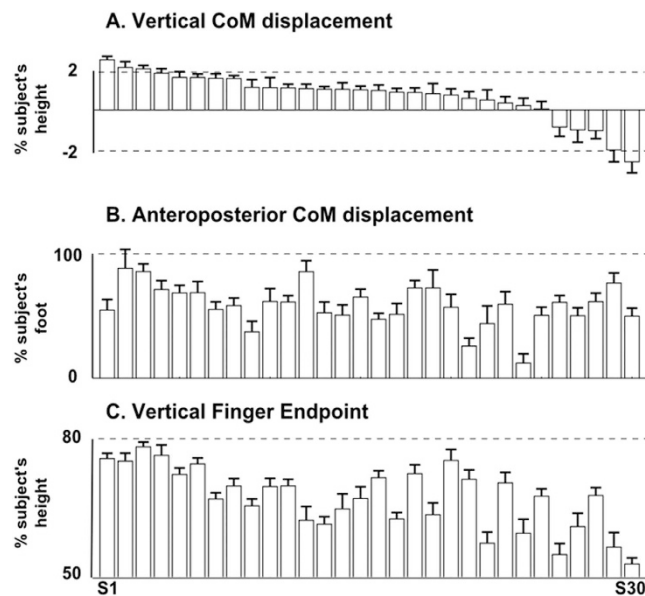 A. Vertical CoM displacement
2
-2
% subject's
height
B. Anteroposterior CoM displacement
100
0
% subject's
foot
C. Vertical Finger Endpoint
80
50
% subject's
height
S1
S30